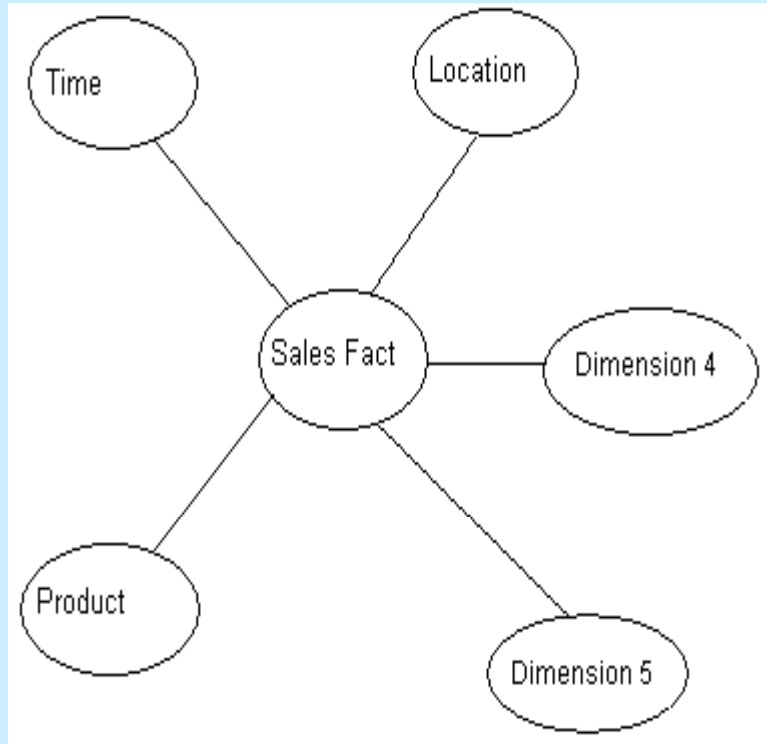 Time
Location
Sales Fact
Dimension 4
Product
Dimension 5